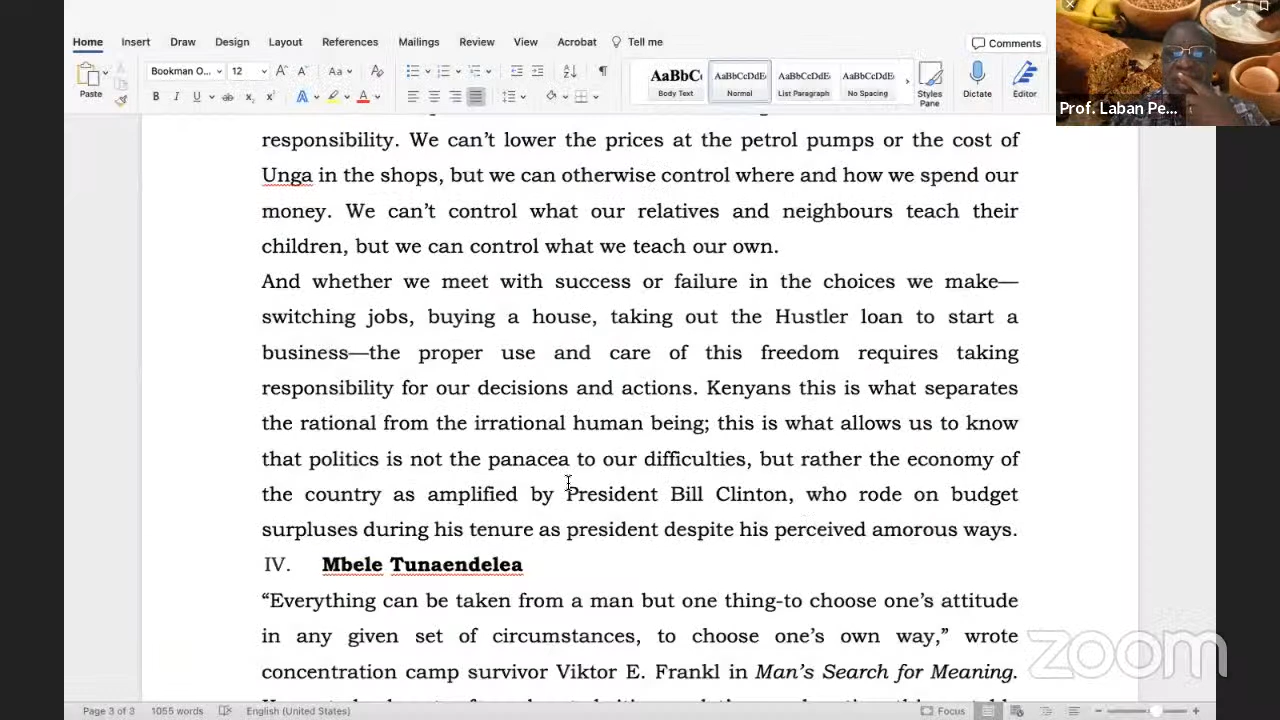 Home Insert Draw Design Layout References Mailings Review View Acrobat Tell me Comments
Bookman O... 12 Aa
Paste
B I U ab x x A A
AaBbC AaBbCcDdE AaBbCcDdE AaBbCcDdE
Body Text Normal List Paragraph No Spacing
Styles Pane
Dictate
Editor
Prof. Laban Pe...
responsibility. We can’t lower the prices at the petrol pumps or the cost of
Unga in the shops, but we can otherwise control where and how we spend our
money. We can’t control what our relatives and neighbours teach their
children, but we can control what we teach our own.
And whether we meet with success or failure in the choices we make—
switching jobs, buying a house, taking out the Hustler loan to start a
business—the proper use and care of this freedom requires taking
responsibility for our decisions and actions. Kenyans this is what separates
the rational from the irrational human being; this is what allows us to know
that politics is not the panacea to our difficulties, but rather the economy of
the country as amplified by President Bill Clinton, who rode on budget
surpluses during his tenure as president despite his perceived amorous ways.
IV. Mbele Tunaendelea
“Everything can be taken from a man but one thing-to choose one’s attitude
in any given set of circumstances, to choose one’s own way,” wrote
concentration camp survivor Viktor E. Frankl in Man’s Search for Meaning.
zoom
Page 3 of 3 1055 words English (United States) Focus